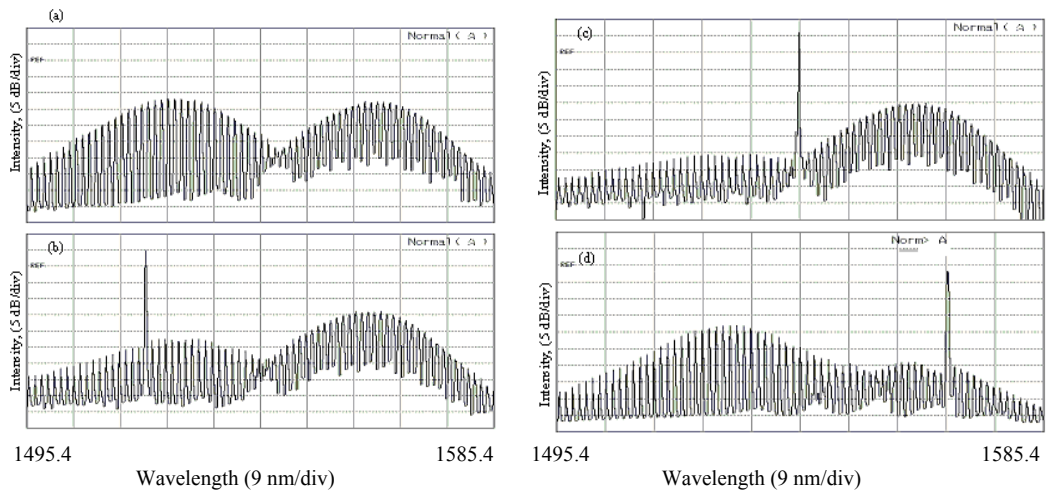 (a)
Normal ( A )
REF
Intensity, (5 dB/div)
(b)
Normal ( A )
REF
Intensity, (5 dB/div)
1495.4
1585.4
Wavelength (9 nm/div)
(c)
Normal ( A )
REF
Intensity, (5 dB/div)
(d)
Norm> A
REF
Intensity, (5 dB/div)
1495.4
1585.4
Wavelength (9 nm/div)